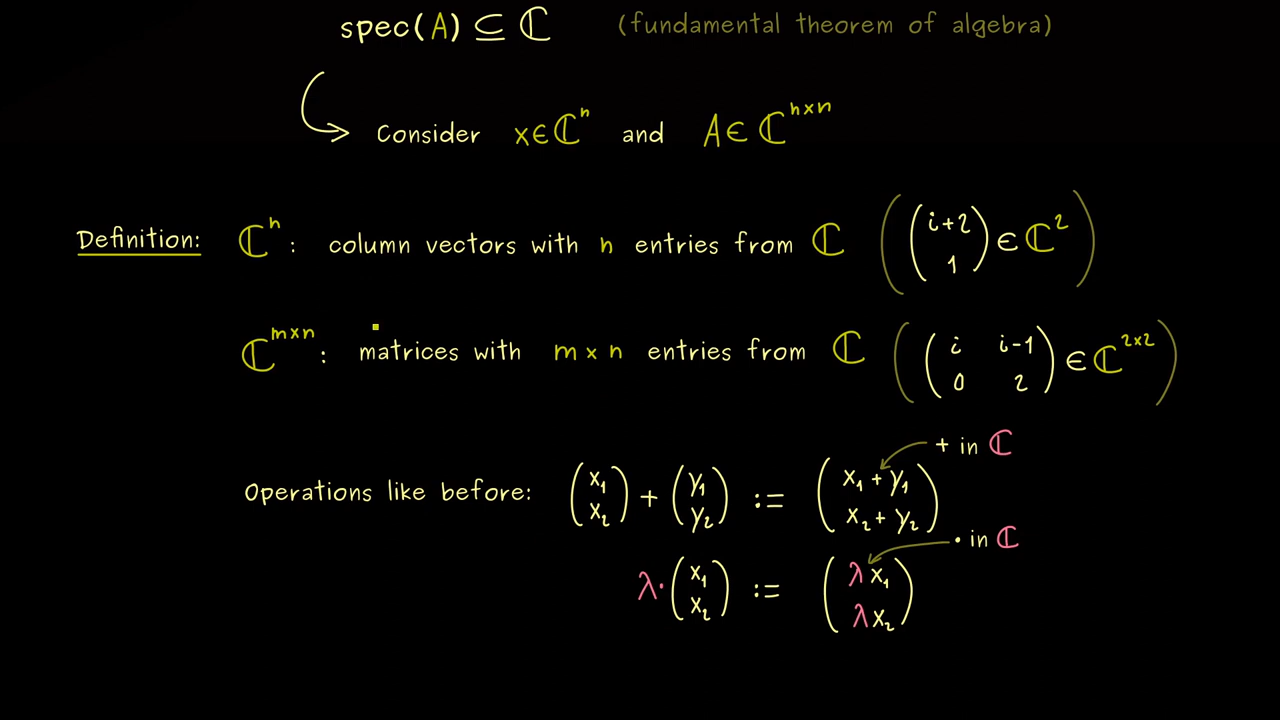 spec(A) ⊆ ℂ (fundamental theorem of algebra)
Consider x∈ℂⁿ and A∈ℂⁿˣⁿ
Definition: ℂⁿ : column vectors with n entries from ℂ ( ( i+2 1 ) ∈ ℂ² )
ℂᵐˣⁿ : matrices with m×n entries from ℂ ( ( i i-1 0 2 ) ∈ ℂ²ˣ² )
+ in ℂ
Operations like before: ( x₁ x₂ ) + ( y₁ y₂ ) := ( x₁+y₁ x₂+y₂ )
· in ℂ
λ· ( x₁ x₂ ) := ( λx₁ λx₂ )